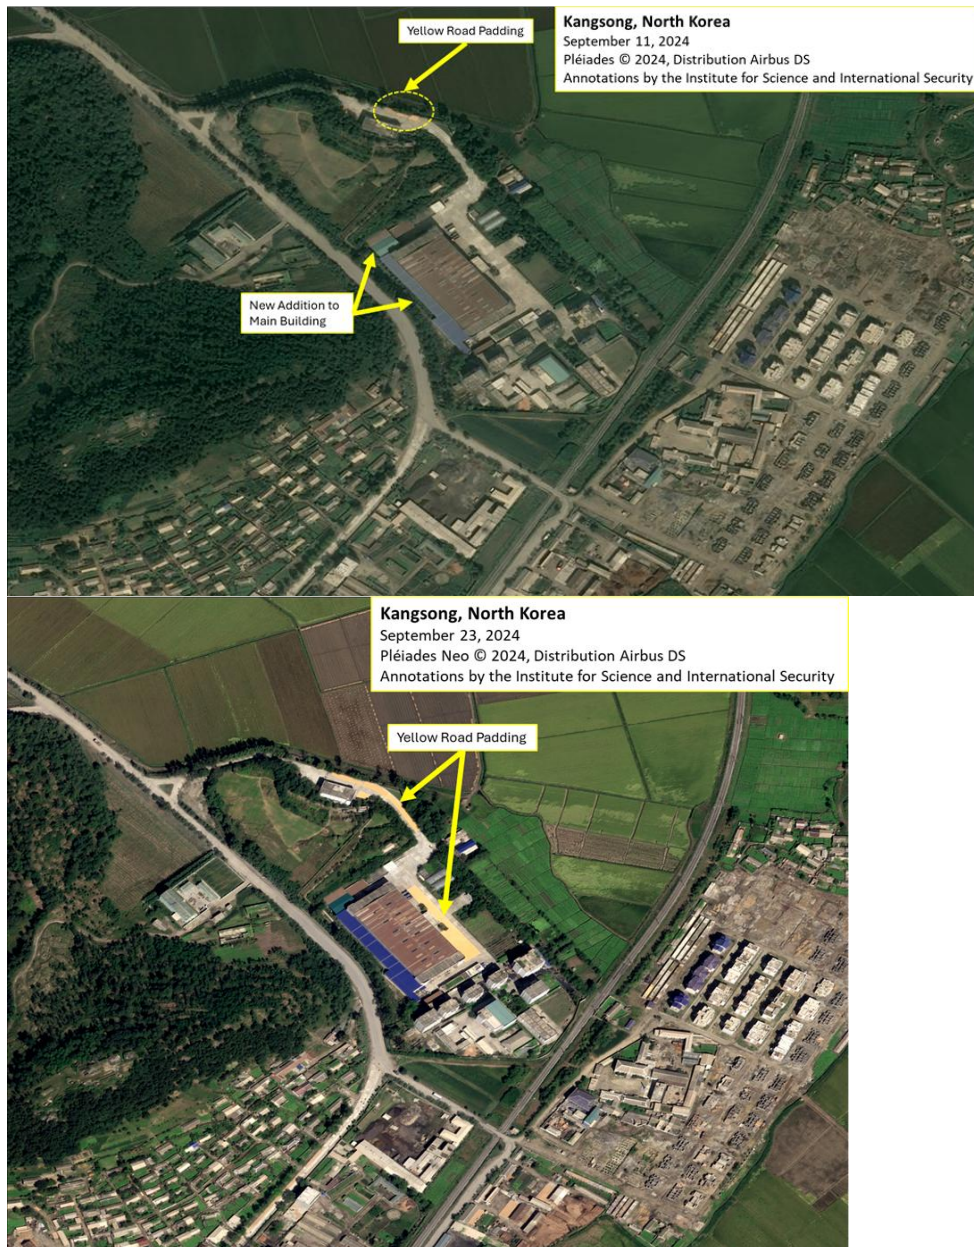 Yellow Road Padding
Kangsong, North Korea
September 11, 2024
Pléiades © 2024, Distribution Airbus DS
Annotations by the Institute for Science and International Security
New Addition to
Main Building
Kangsong, North Korea
September 23, 2024
Pléiades Neo © 2024, Distribution Airbus DS
Annotations by the Institute for Science and International Security
Yellow Road Padding